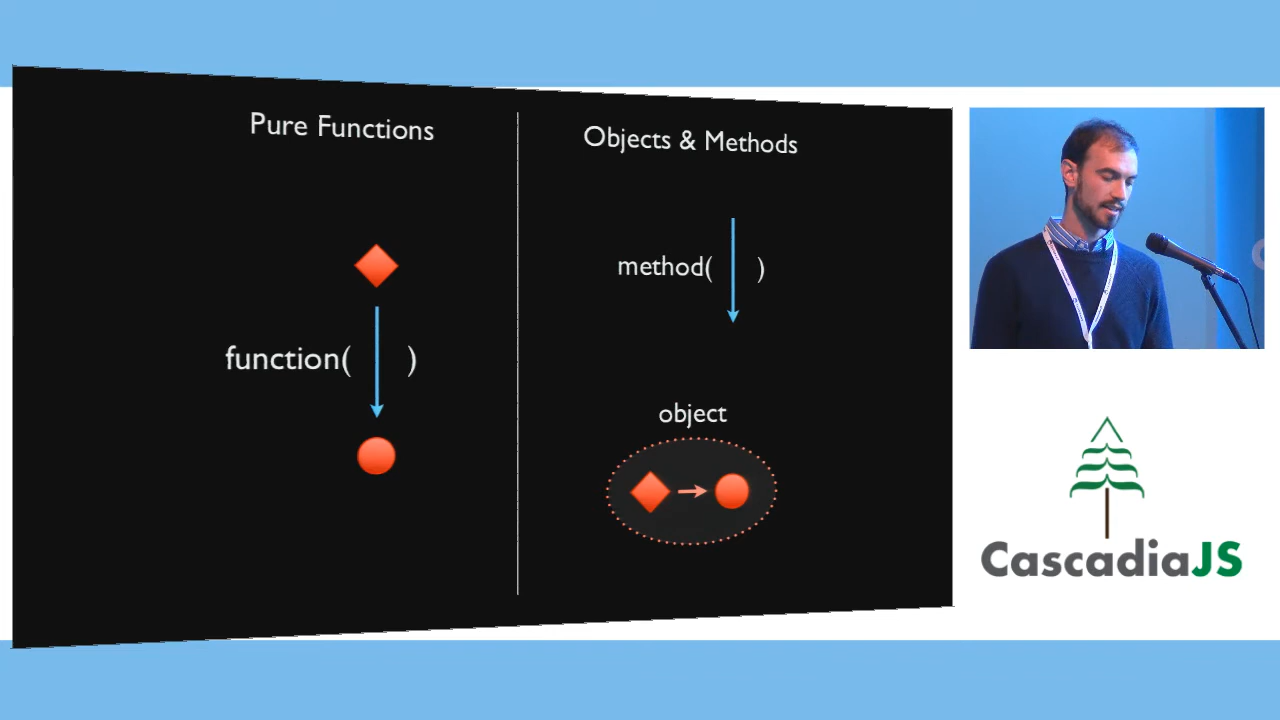 Pure Functions
function( )
Objects & Methods
method( )
object
CascadiaJS